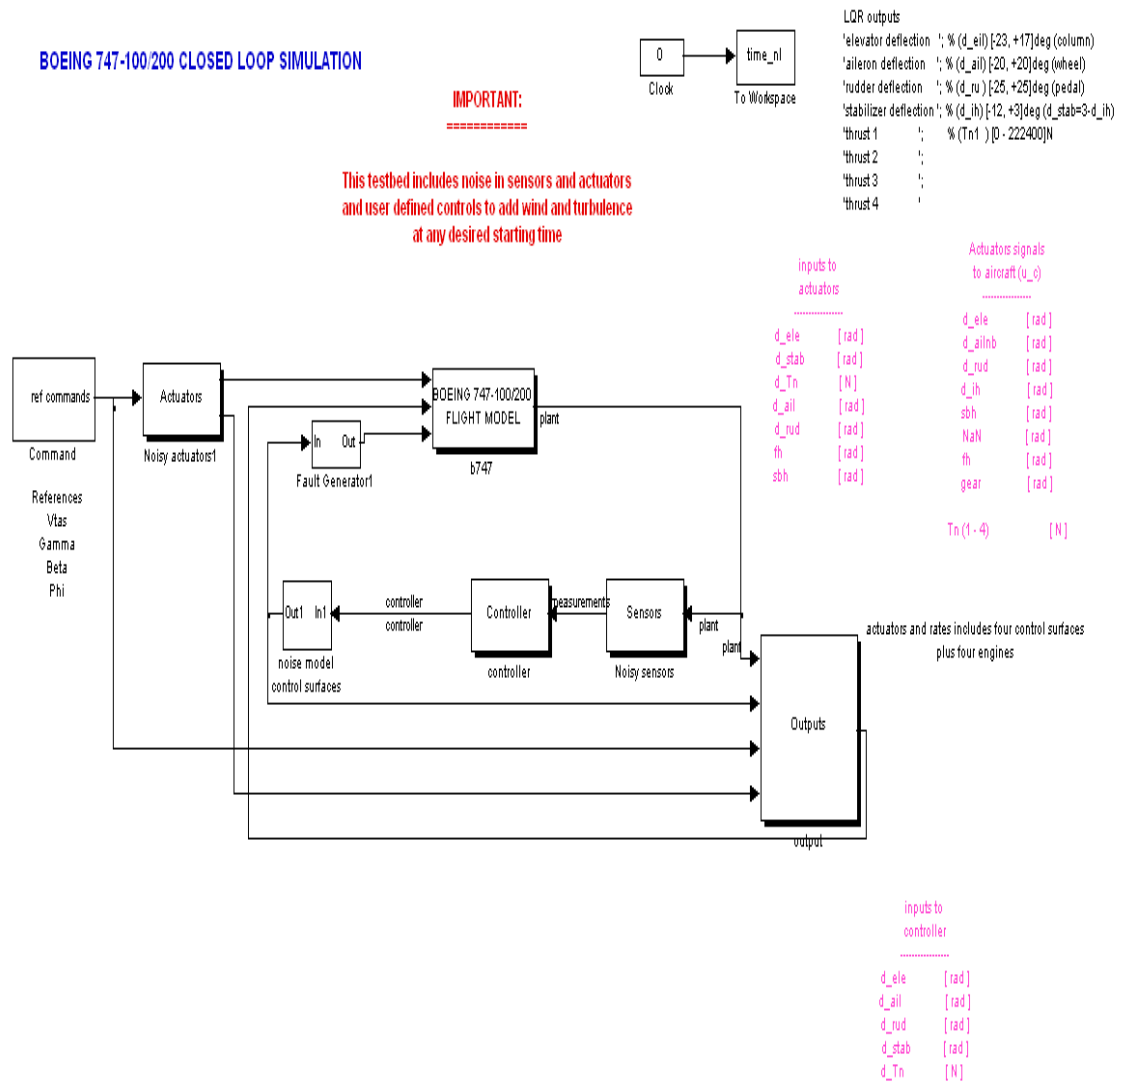 BOEING 747-100/200 CLOSED LOOP SIMULATION
IMPORTANT:
============
This testbed includes noise in sensors and actuators
and user defined controls to add wind and turbulence
at any desired starting time
0
Clock
time_nl
To Workspace
LQR outputs
'elevator deflection '; % (d_eil) [-23, +17]deg (column)
'aileron deflection '; % (d_ail) [-20, +20]deg (wheel)
'rudder deflection '; % (d_ru ) [-25, +25]deg (pedal)
'stabilizer deflection '; % (d_ih) [-12, +3]deg (d_stab=3-d_ih)
'thrust 1 '; % (Tn1 ) [0 - 222400]N
'thrust 2 ';
'thrust 3 ';
'thrust 4 '
inputs to
actuators
-----------------
d_ele [ rad ]
d_stab [ rad ]
d_Tn [ N ]
d_ail [ rad ]
d_rud [ rad ]
fh [ rad ]
sbh [ rad ]
Actuators signals
to aircraft (u_c)
-----------------
d_ele [ rad ]
d_ailnb [ rad ]
d_rud [ rad ]
d_ih [ rad ]
sbh [ rad ]
NaN [ rad ]
fh [ rad ]
gear [ rad ]
Tn (1 - 4) [ N ]
ref commands
Command
References
Vtas
Gamma
Beta
Phi
Actuators
Noisy actuators1
In Out
Fault Generator1
BOEING 747-100/200
FLIGHT MODEL
b747
plant
Out1 In1
noise model
control surfaces
controller
controller
Controller
controller
measurements
Sensors
Noisy sensors
plant
plant
Outputs
output
actuators and rates includes four control surfaces
plus four engines
inputs to
controller
-----------------
d_ele [ rad ]
d_ail [ rad ]
d_rud [ rad ]
d_stab [ rad ]
d_Tn [ N ]